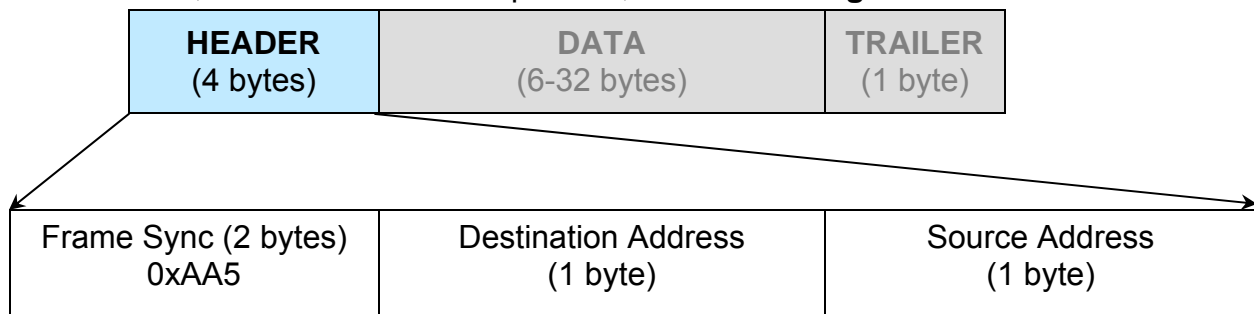 HEADER
(4 bytes)
DATA
(6-32 bytes)
TRAILER
(1 byte)
Frame Sync (2 bytes)
0xAA5
Destination Address
(1 byte)
Source Address
(1 byte)